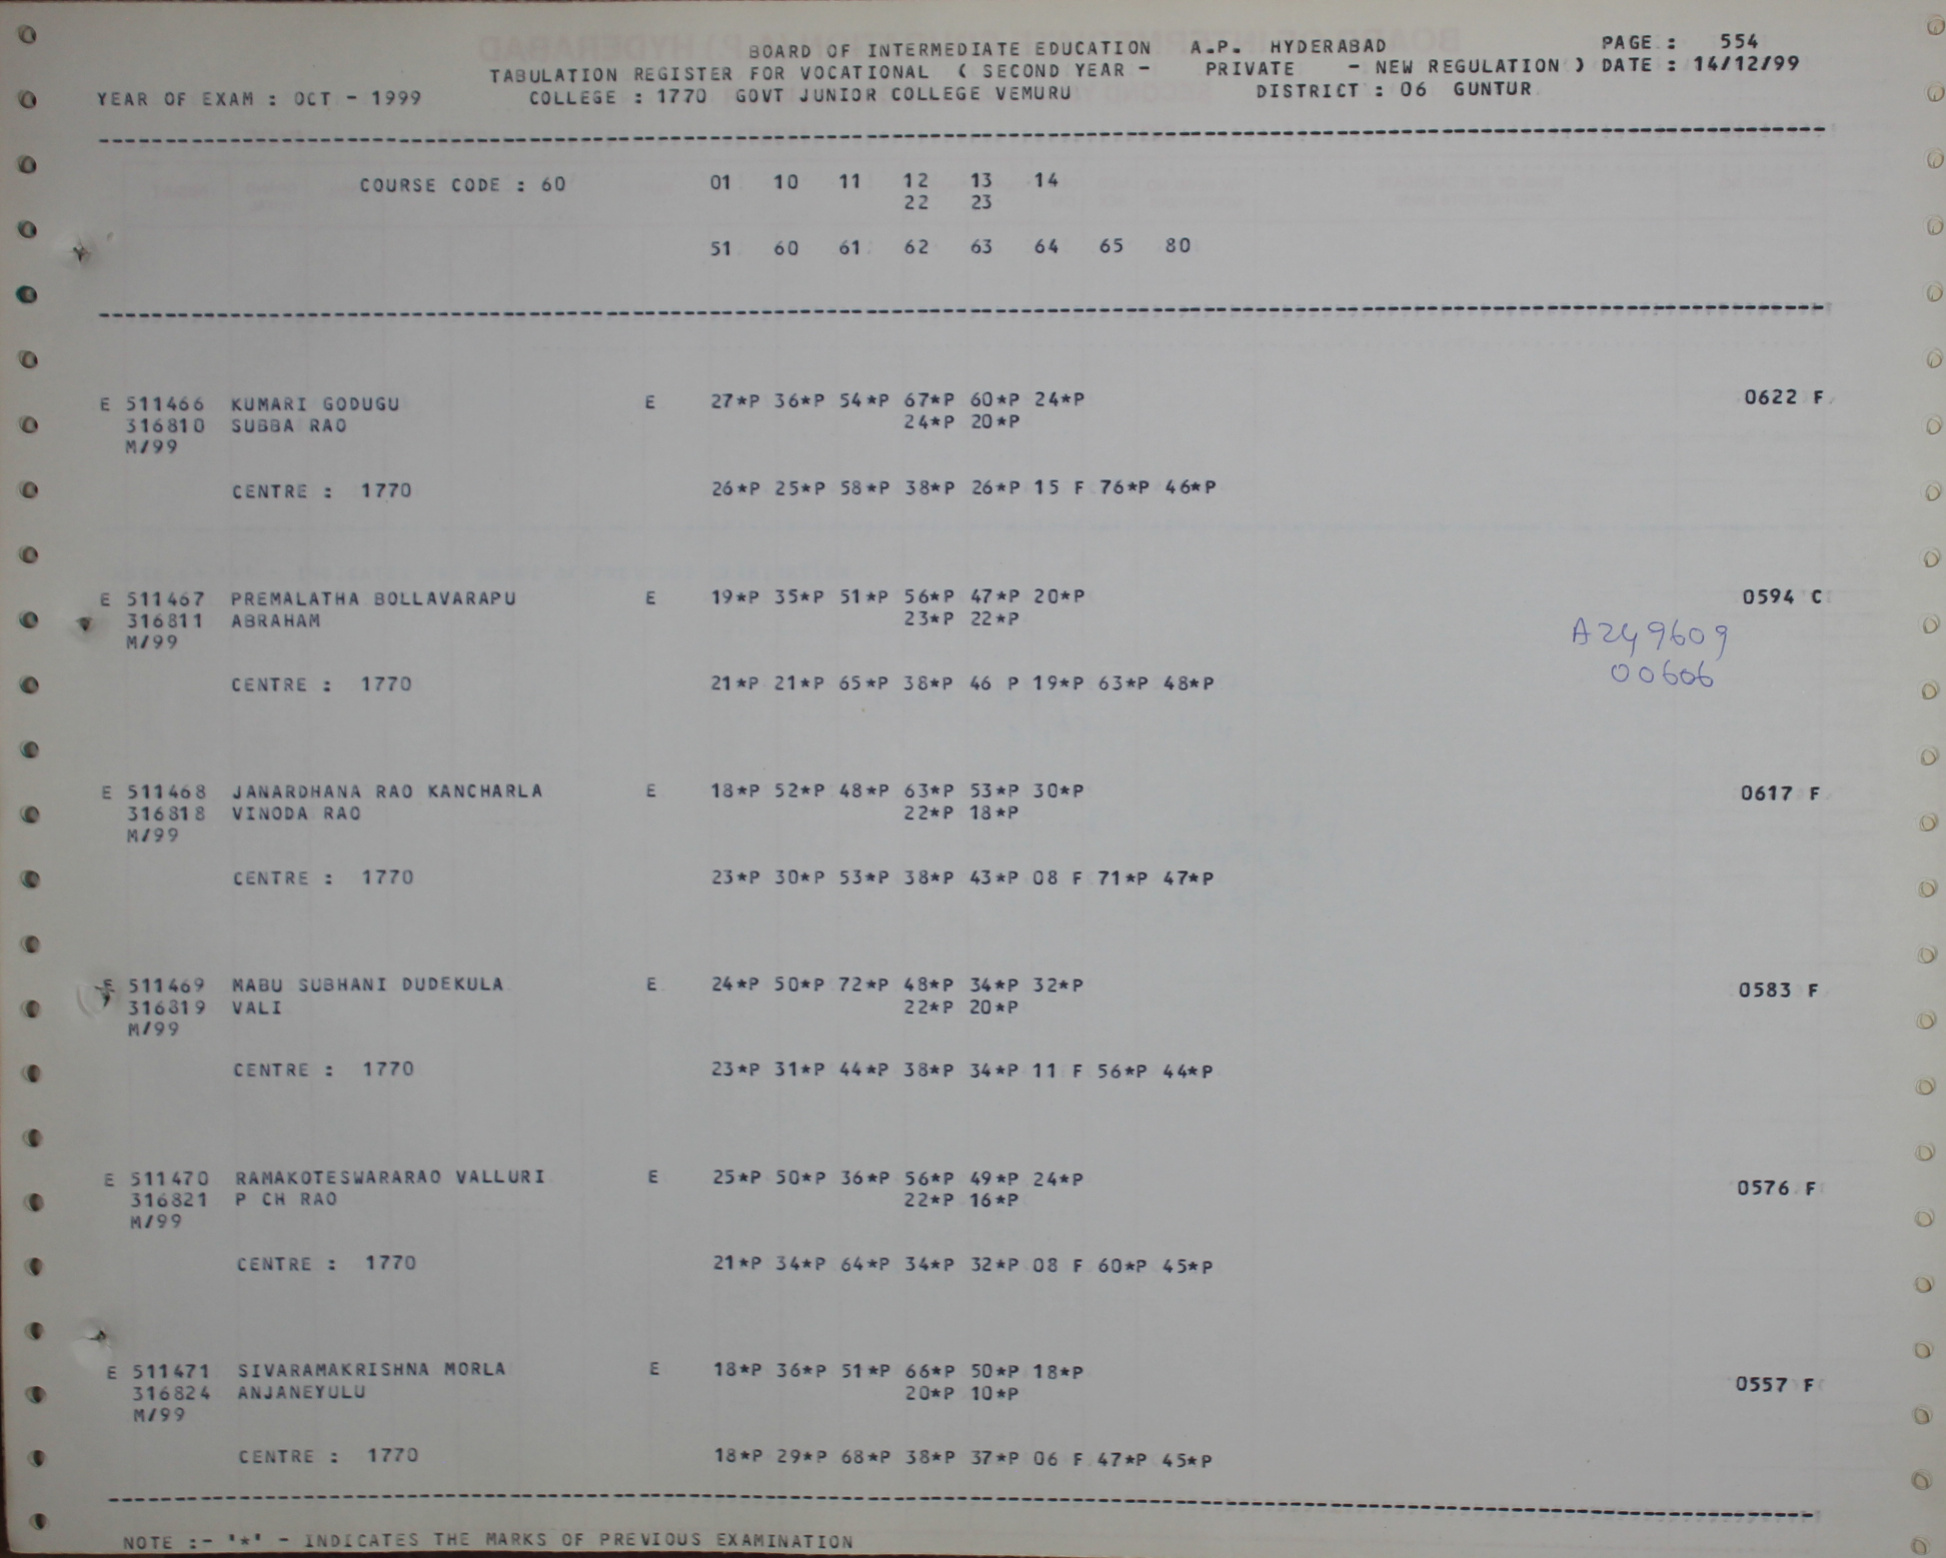 BOARD OF INTERMEDIATE EDUCATION A.P. HYDERABAD PAGE : 554
TABULATION REGISTER FOR VOCATIONAL ( SECOND YEAR - PRIVATE - NEW REGULATION ) DATE : 14/12/99
YEAR OF EXAM : OCT - 1999 COLLEGE : 1770 GOVT JUNIOR COLLEGE VEMURU DISTRICT : 06 GUNTUR
COURSE CODE : 60 01 10 11 12 13 14
22 23
51 60 61 62 63 64 65 80
E 511466 KUMARI GODUGU E 27*P 36*P 54*P 67*P 60*P 24*P 0622 F
316810 SUBBA RAO 24*P 20*P
M/99
CENTRE : 1770 26*P 25*P 58*P 38*P 26*P 15 F 76*P 46*P
E 511467 PREMALATHA BOLLAVARAPU E 19*P 35*P 51*P 56*P 47*P 20*P 0594 C
316811 ABRAHAM 23*P 22*P
M/99
A249609
00606
CENTRE : 1770 21*P 21*P 65*P 38*P 46 P 19*P 63*P 48*P
E 511468 JANARDHANA RAO KANCHARLA E 18*P 52*P 48*P 63*P 53*P 30*P 0617 F
316818 VINODA RAO 22*P 18*P
M/99
CENTRE : 1770 23*P 30*P 53*P 38*P 43*P 08 F 71*P 47*P
E 511469 MABU SUBHANI DUDEKULA E 24*P 50*P 72*P 48*P 34*P 32*P 0583 F
316819 VALI 22*P 20*P
M/99
CENTRE : 1770 23*P 31*P 44*P 38*P 34*P 11 F 56*P 44*P
E 511470 RAMAKOTESWARARAO VALLURI E 25*P 50*P 36*P 56*P 49*P 24*P 0576 F
316821 P CH RAO 22*P 16*P
M/99
CENTRE : 1770 21*P 34*P 64*P 34*P 32*P 08 F 60*P 45*P
E 511471 SIVARAMAKRISHNA MORLA E 18*P 36*P 51*P 66*P 50*P 18*P 0557 F
316824 ANJANEYULU 20*P 10*P
M/99
CENTRE : 1770 18*P 29*P 68*P 38*P 37*P 06 F 47*P 45*P
NOTE :- '*' - INDICATES THE MARKS OF PREVIOUS EXAMINATION